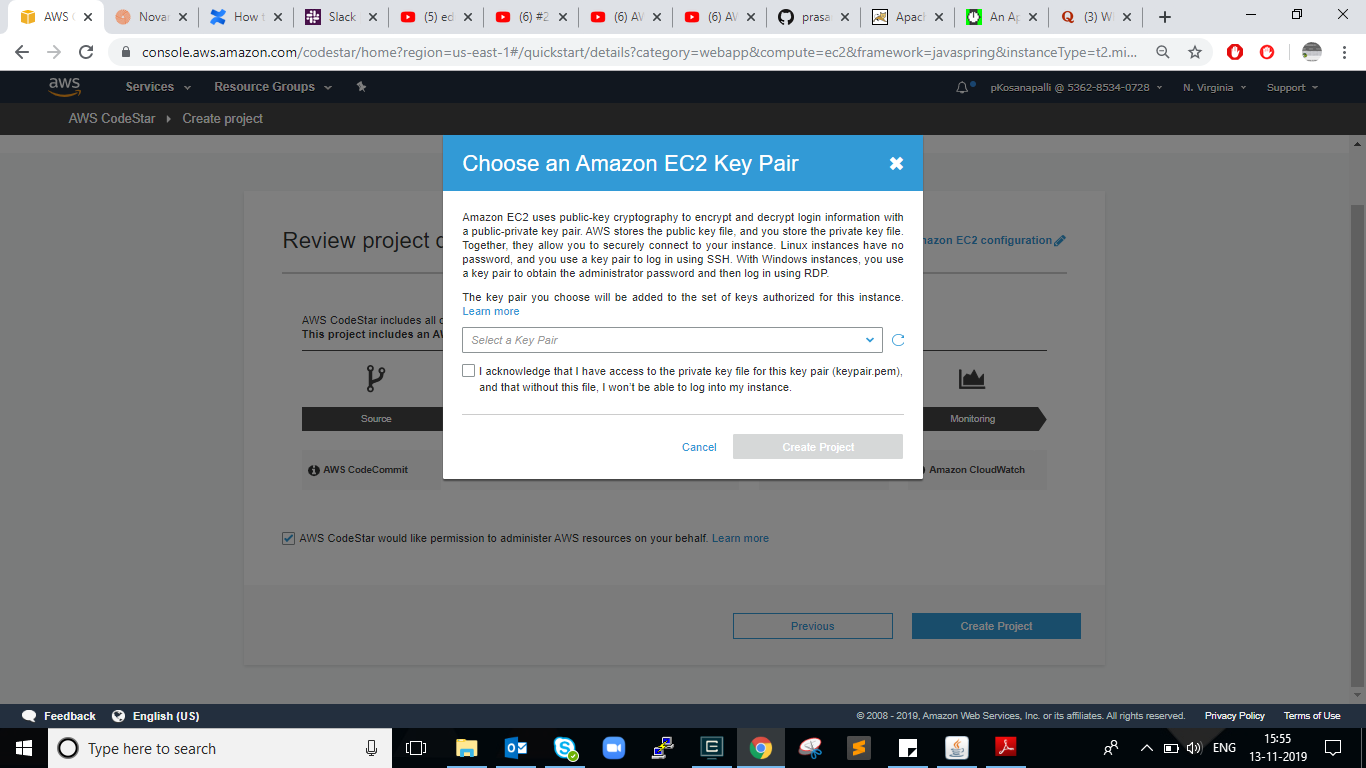 AWS C
Novar
How t
Slack
(5) ed
(6) #2
(6) AV
(6) AV
prasa
Apac
An Ap
(3) W
console.aws.amazon.com/codestar/home?region=us-east-1#/quickstart/details?category=webapp&compute=ec2&framework=javaspring&instanceType=t2.mi...
aws Services Resource Groups pKosanapalli @ 5362-8534-0728 N. Virginia Support
AWS CodeStar Create project
Choose an Amazon EC2 Key Pair
Amazon EC2 uses public-key cryptography to encrypt and decrypt login information with
a public-private key pair. AWS stores the public key file, and you store the private key file.
Together, they allow you to securely connect to your instance. Linux instances have no
password, and you use a key pair to log in using SSH. With Windows instances, you use
a key pair to obtain the administrator password and then log in using RDP.
The key pair you choose will be added to the set of keys authorized for this instance.
Learn more
Select a Key Pair
I acknowledge that I have access to the private key file for this key pair (keypair.pem),
and that without this file, I won't be able to log into my instance.
Cancel Create Project
Review project d
mazon EC2 configuration
AWS CodeStar includes all o
This project includes an AW
Source
Monitoring
AWS CodeCommit
Amazon CloudWatch
AWS CodeStar would like permission to administer AWS resources on your behalf. Learn more
Previous Create Project
Feedback English (US) © 2008 - 2019, Amazon Web Services, Inc. or its affiliates. All rights reserved. Privacy Policy Terms of Use
Type here to search
ENG
15:55
13-11-2019